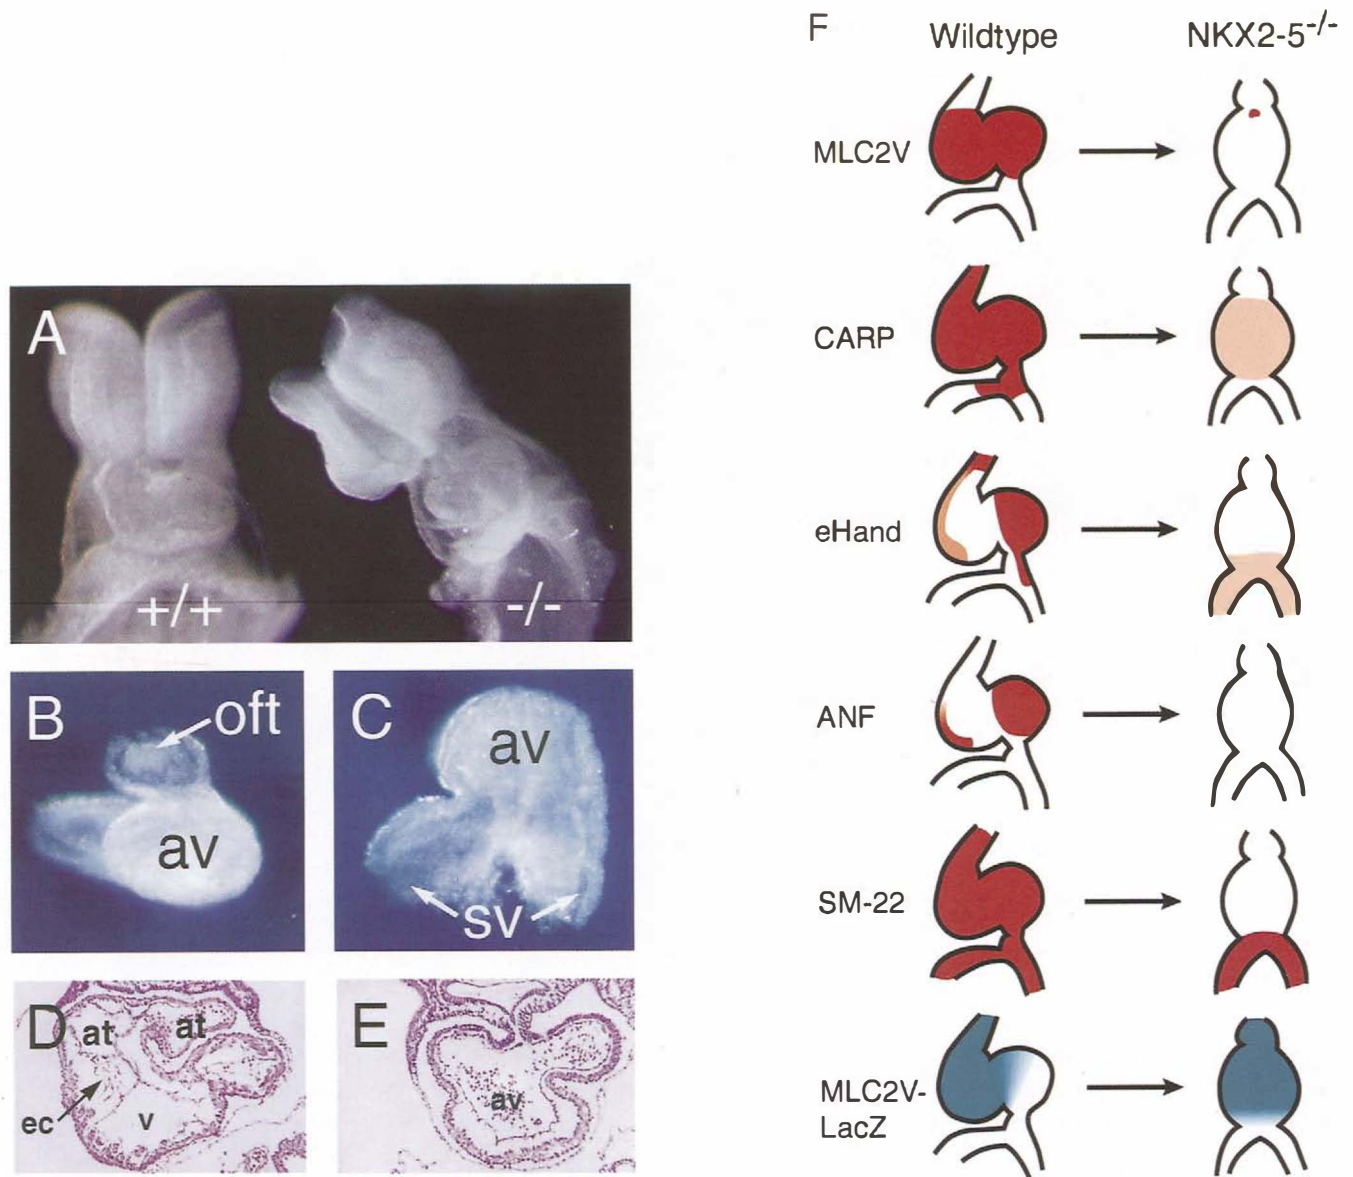 A
+/+
-/-
B
oft
av
C
av
sv
D
at
at
ec
v
E
av
F
Wildtype
NKX2-5-/-
MLC2V
CARP
eHand
ANF
SM-22
MLC2V-
LacZ